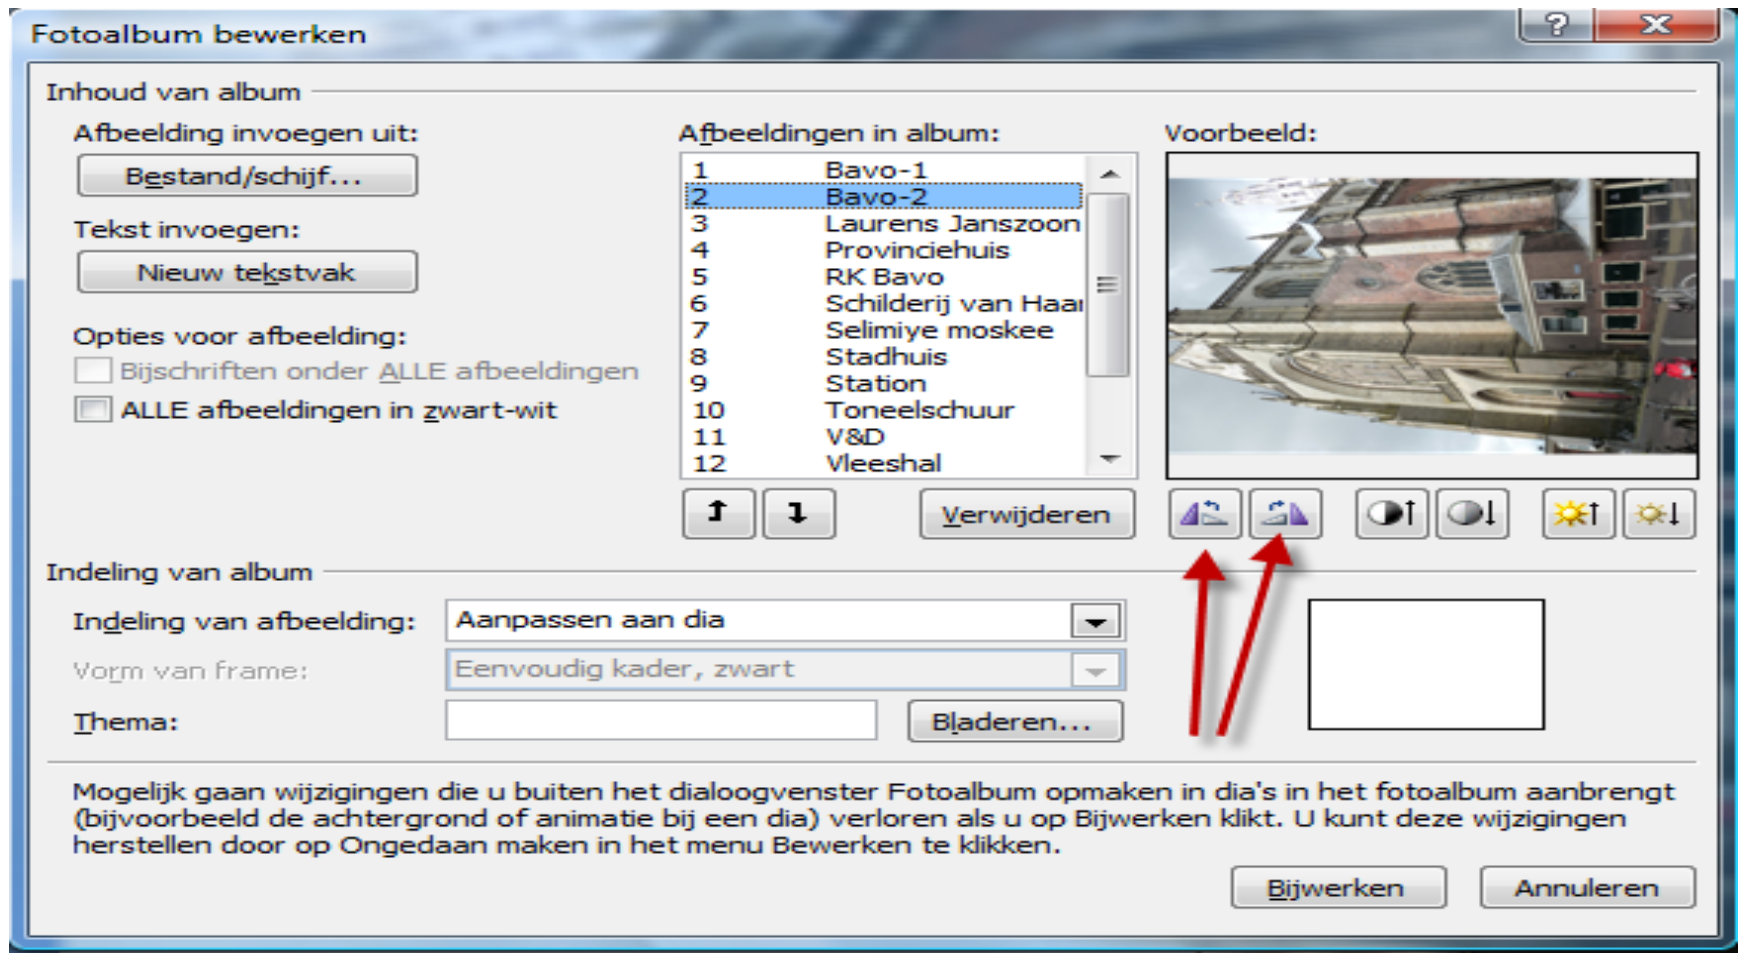 Fotoalbum bewerken
Inhoud van album
Afbeelding invoegen uit:
Bestand/schijf...
Tekst invoegen:
Nieuw tekstvak
Opties voor afbeelding:
Bijschriften onder ALLE afbeeldingen
ALLE afbeeldingen in zwart-wit
Afbeeldingen in album:
1 Bavo-1
2 Bavo-2
3 Laurens Janszoon
4 Provinciehuis
5 RK Bavo
6 Schilderij van Haar
7 Selimiye moskee
8 Stadhuis
9 Station
10 Toneelschuur
11 V&D
12 Vleeshal
Verwijderen
Voorbeeld:
Indeling van album
Indeling van afbeelding: Aanpassen aan dia
Vorm van frame: Eenvoudig kader, zwart
Thema: Bladeren...
Mogelijk gaan wijzigingen die u buiten het dialoogvenster Fotoalbum opmaken in dia's in het fotoalbum aanbrengt
(bijvoorbeeld de achtergrond of animatie bij een dia) verloren als u op Bijwerken klikt. U kunt deze wijzigingen
herstellen door op Ongedaan maken in het menu Bewerken te klikken.
Bijwerken Annuleren